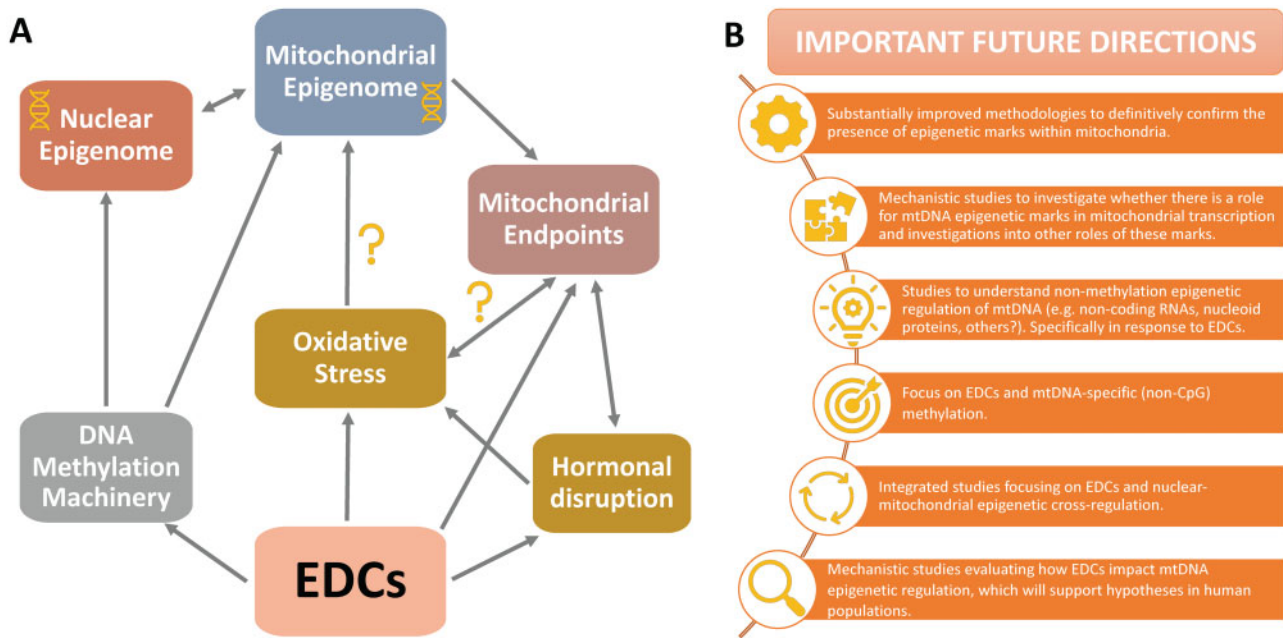 A
Mitochondrial
Epigenome
Nuclear
Epigenome
Mitochondrial
Endpoints
?
?
Oxidative
Stress
DNA
Methylation
Machinery
Hormonal
disruption
EDCs
B
IMPORTANT FUTURE DIRECTIONS
Substantially improved methodologies to definitively confirm the
presence of epigenetic marks within mitochondria.
Mechanistic studies to investigate whether there is a role
for mtDNA epigenetic marks in mitochondrial transcription
and investigations into other roles of these marks.
Studies to understand non-methylation epigenetic
regulation of mtDNA (e.g. non-coding RNAs, nucleoid
proteins, others?). Specifically in response to EDCs.
Focus on EDCs and mtDNA-specific (non-CpG)
methylation.
Integrated studies focusing on EDCs and nuclear-
mitochondrial epigenetic cross-regulation.
Mechanistic studies evaluating how EDCs impact mtDNA
epigenetic regulation, which will support hypotheses in human
populations.